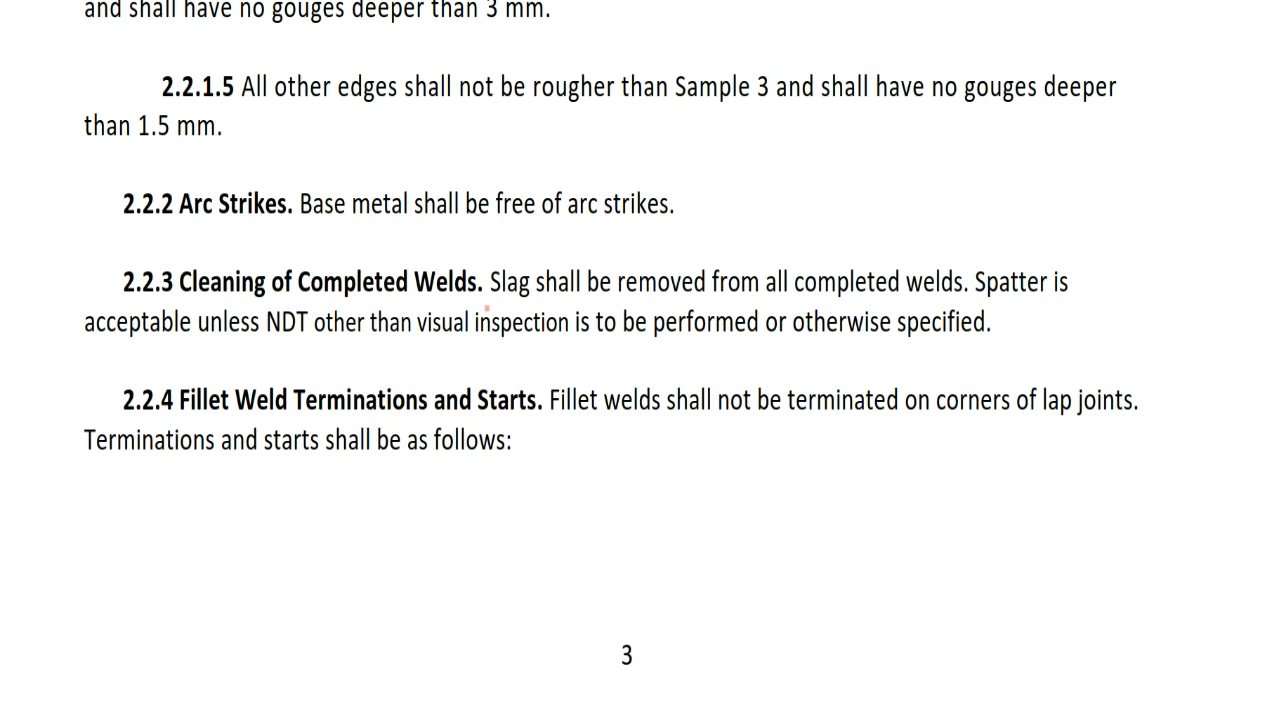 and shall have no gouges deeper than 3 mm.
2.2.1.5 All other edges shall not be rougher than Sample 3 and shall have no gouges deeper
than 1.5 mm.
2.2.2 Arc Strikes. Base metal shall be free of arc strikes.
2.2.3 Cleaning of Completed Welds. Slag shall be removed from all completed welds. Spatter is
acceptable unless NDT other than visual inspection is to be performed or otherwise specified.
2.2.4 Fillet Weld Terminations and Starts. Fillet welds shall not be terminated on corners of lap joints.
Terminations and starts shall be as follows:
3